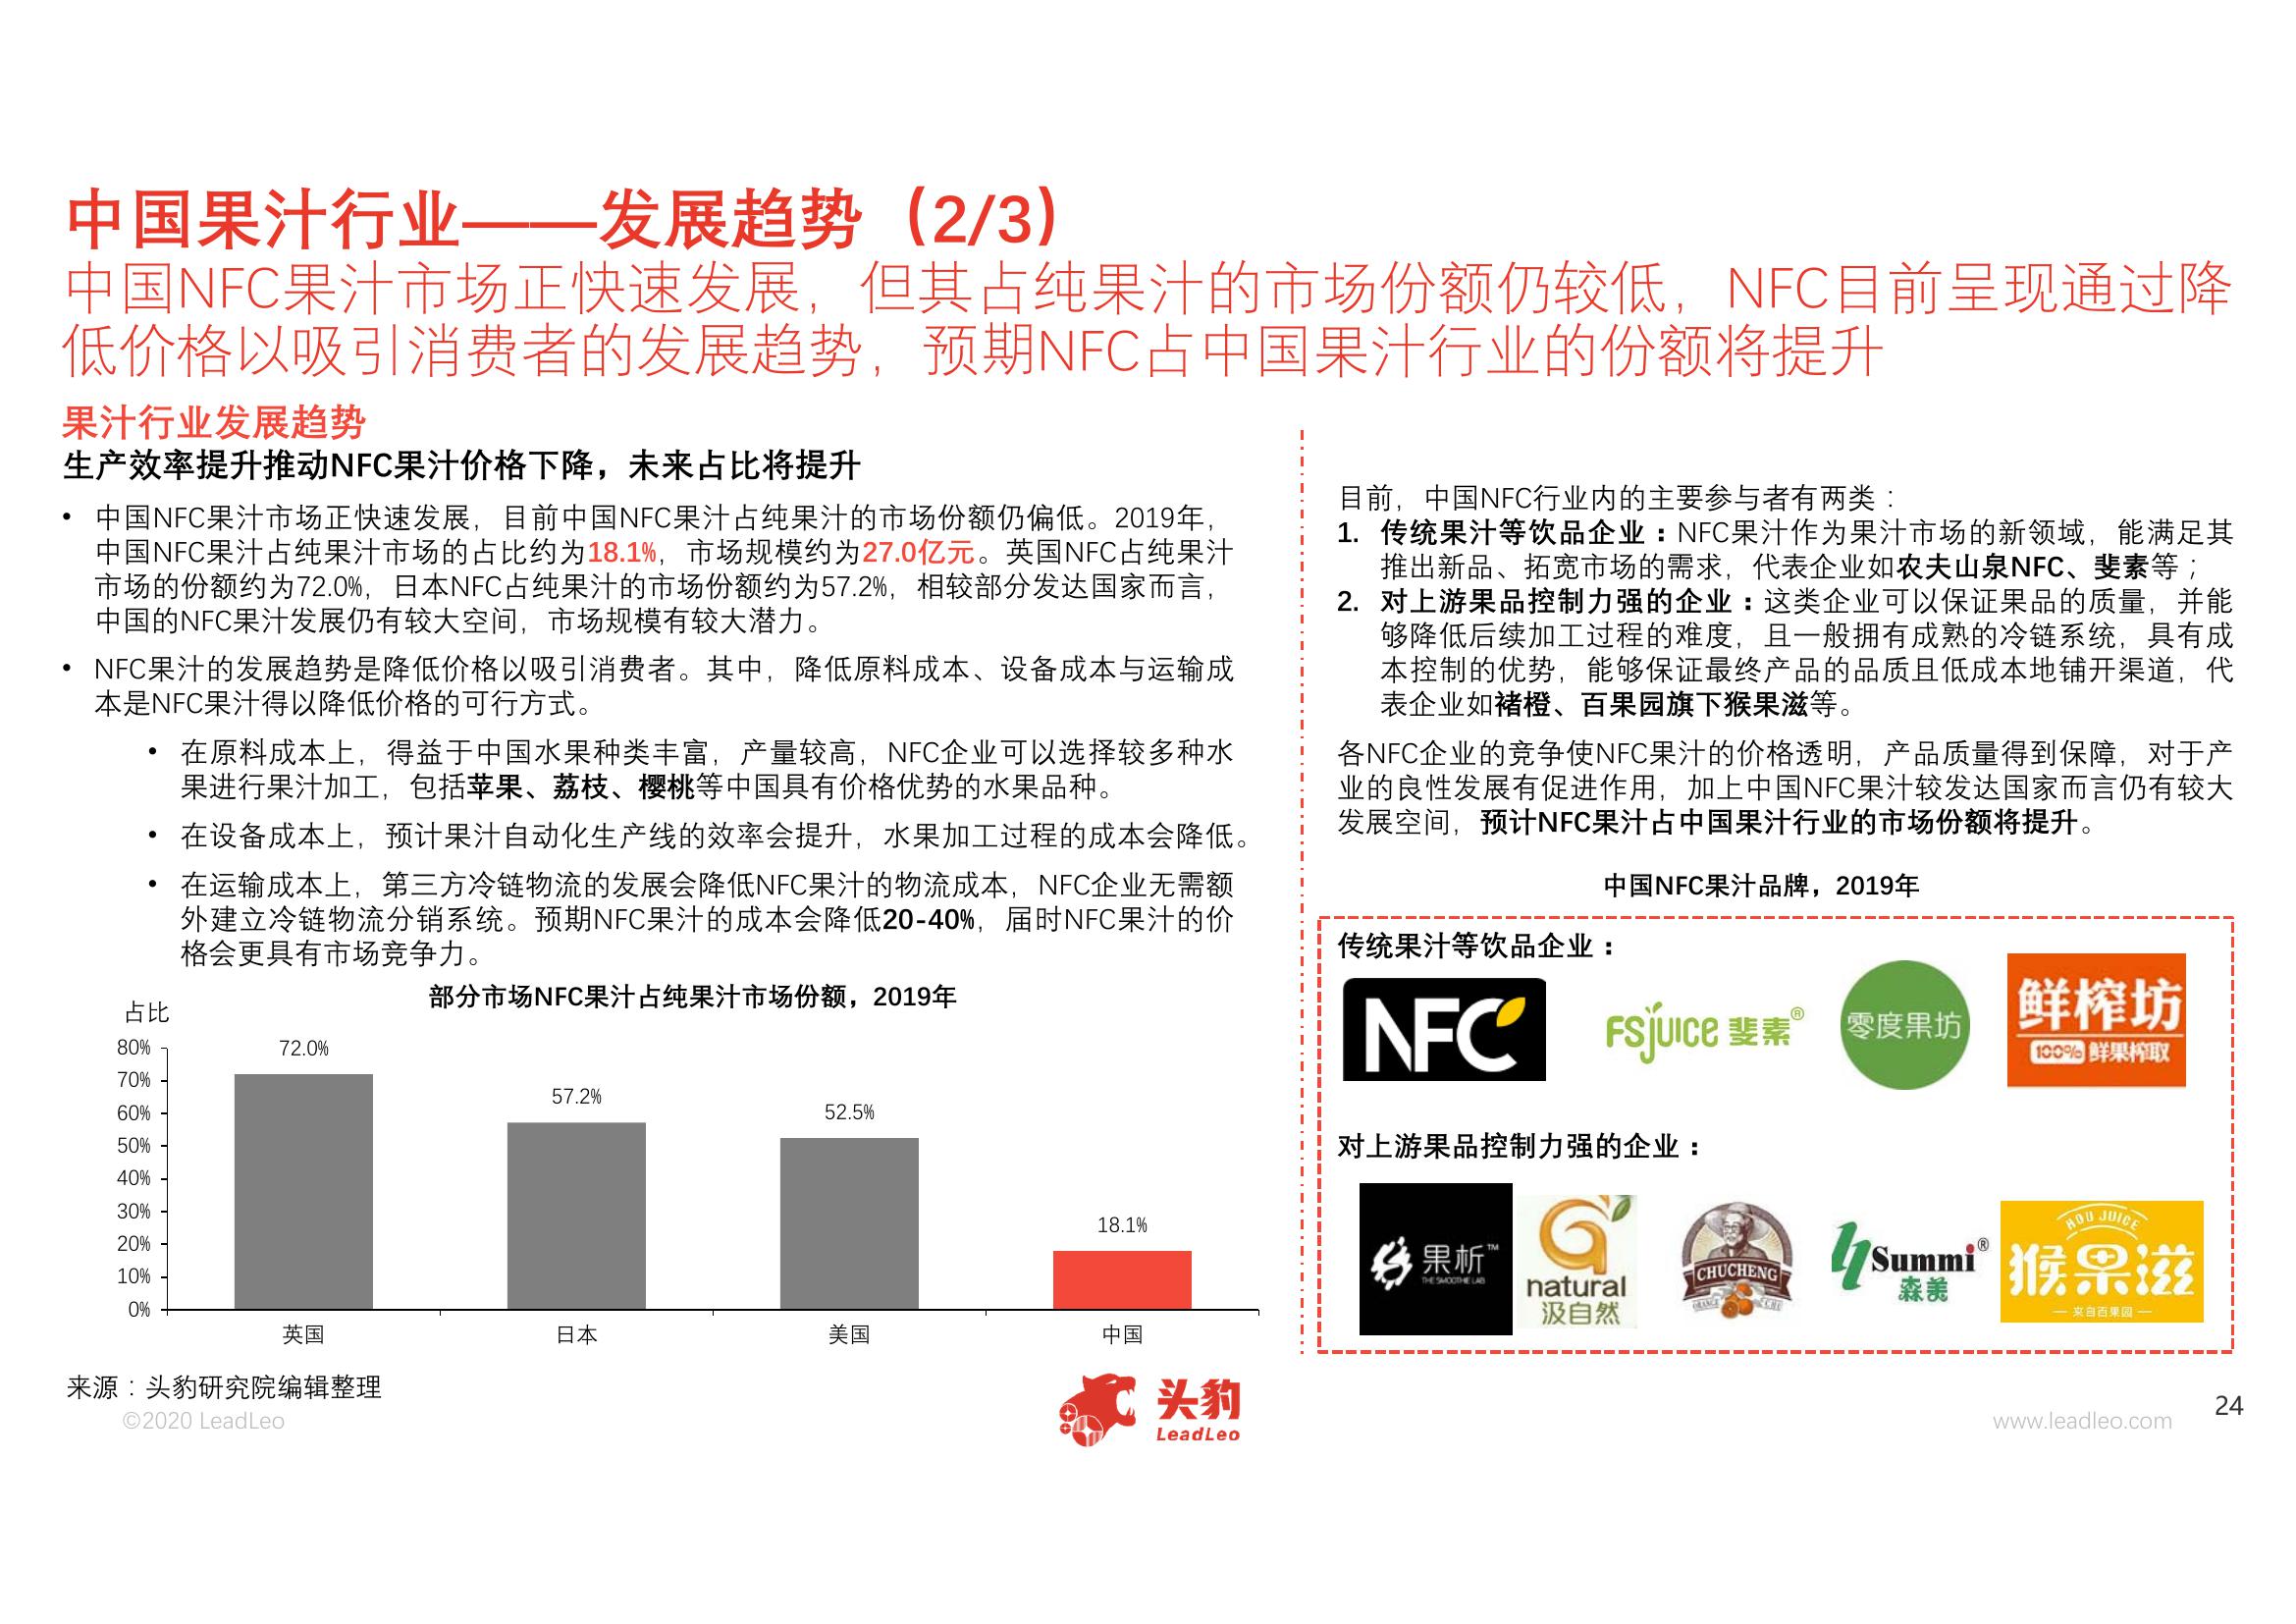 中国果汁行业——发展趋势（2/3）
中国NFC果汁市场正快速发展，但其占纯果汁的市场份额仍较低，NFC目前呈现通过降
低价格以吸引消费者的发展趋势，预期NFC占中国果汁行业的份额将提升
果汁行业发展趋势
生产效率提升推动NFC果汁价格下降，未来占比将提升
• 中国NFC果汁市场正快速发展，目前中国NFC果汁占纯果汁的市场份额仍偏低。2019年，
中国NFC果汁占纯果汁市场的占比约为18.1%，市场规模约为27.0亿元。英国NFC占纯果汁
市场的份额约为72.0%，日本NFC占纯果汁的市场份额约为57.2%，相较部分发达国家而言，
中国的NFC果汁发展仍有较大空间，市场规模有较大潜力。
• NFC果汁的发展趋势是降低价格以吸引消费者。其中，降低原料成本、设备成本与运输成
本是NFC果汁得以降低价格的可行方式。
• 在原料成本上，得益于中国水果种类丰富，产量较高，NFC企业可以选择较多种水
果进行果汁加工，包括苹果、荔枝、樱桃等中国具有价格优势的水果品种。
• 在设备成本上，预计果汁自动化生产线的效率会提升，水果加工过程的成本会降低。
• 在运输成本上，第三方冷链物流的发展会降低NFC果汁的物流成本，NFC企业无需额
外建立冷链物流分销系统。预期NFC果汁的成本会降低20-40%，届时NFC果汁的价
格会更具有市场竞争力。
部分市场NFC果汁占纯果汁市场份额，2019年
占比
80%
70%
60%
50%
40%
30%
20%
10%
0%
72.0%
57.2%
52.5%
18.1%
英国
日本
美国
中国
目前，中国NFC行业内的主要参与者有两类：
1. 传统果汁等饮品企业：NFC果汁作为果汁市场的新领域，能满足其
推出新品、拓宽市场的需求，代表企业如农夫山泉NFC、斐素等；
2. 对上游果品控制力强的企业：这类企业可以保证果品的质量，并能
够降低后续加工过程的难度，且一般拥有成熟的冷链系统，具有成
本控制的优势，能够保证最终产品的品质且低成本地铺开渠道，代
表企业如褚橙、百果园旗下猴果滋等。
各NFC企业的竞争使NFC果汁的价格透明，产品质量得到保障，对于产
业的良性发展有促进作用，加上中国NFC果汁较发达国家而言仍有较大
发展空间，预计NFC果汁占中国果汁行业的市场份额将提升。
中国NFC果汁品牌，2019年
传统果汁等饮品企业：
NFC
FSjUICE 斐素®
零度果坊
鲜榨坊
100% 鲜果榨取
对上游果品控制力强的企业：
果析™
THE SMOOTHIE LAB
natural
汲自然
CHUCHENG
ORANGE
Summi®
森美
HOU JUICE
猴果滋
— 来自百果园 —
来源：头豹研究院编辑整理
©2020 LeadLeo
头豹
LeadLeo
www.leadleo.com
24